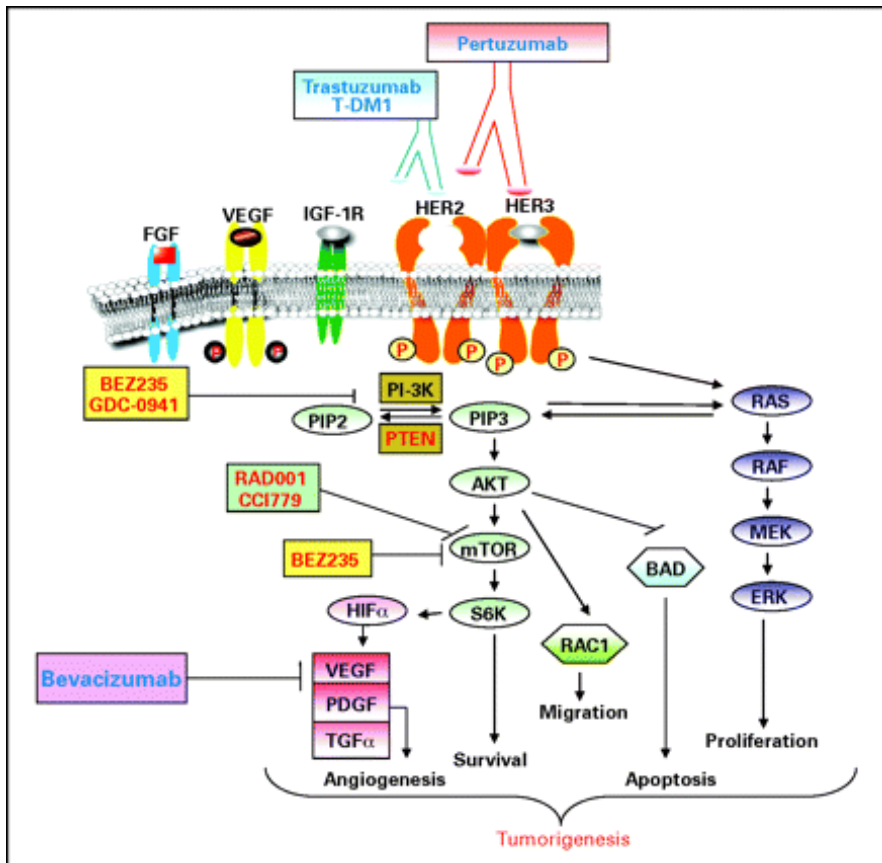 Pertuzumab
Trastuzumab
T-DM1
HER2
HER3
IGF-1R
VEGF
FGF
P
P
P
P
P
P
BEZ235
GDC-0941
PI-3K
PIP2
PIP3
PTEN
RAS
RAF
RAD001
CCI779
AKT
MEK
mTOR
BEZ235
BAD
ERK
HIFα
S6K
RAC1
VEGF
Bevacizumab
PDGF
Migration
TGFα
Proliferation
Survival
Angiogenesis
Apoptosis
Tumorigenesis